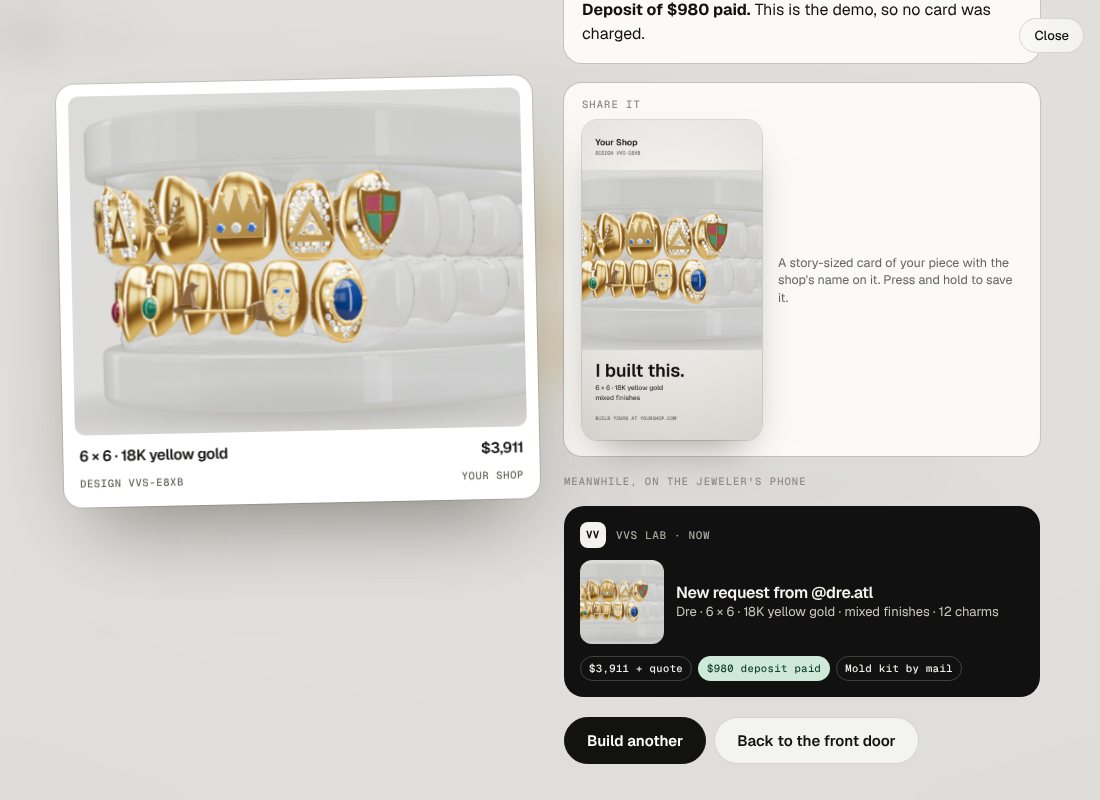 Deposit of $980 paid. This is the demo, so no card was
charged.
Close
6 × 6 · 18K yellow gold
$3,911
DESIGN VVS-E8XB
YOUR SHOP
SHARE IT
Your Shop
DESIGN VVS-E8XB
I built this.
6 × 6 · 18K yellow gold
mixed finishes
BUILD YOURS AT YOURSHOP.COM
A story-sized card of your piece with the
shop's name on it. Press and hold to save
it.
MEANWHILE, ON THE JEWELER'S PHONE
VV
VVS LAB · NOW
New request from @dre.atl
Dre · 6 × 6 · 18K yellow gold · mixed finishes · 12 charms
$3,911 + quote
$980 deposit paid
Mold kit by mail
Build another
Back to the front door